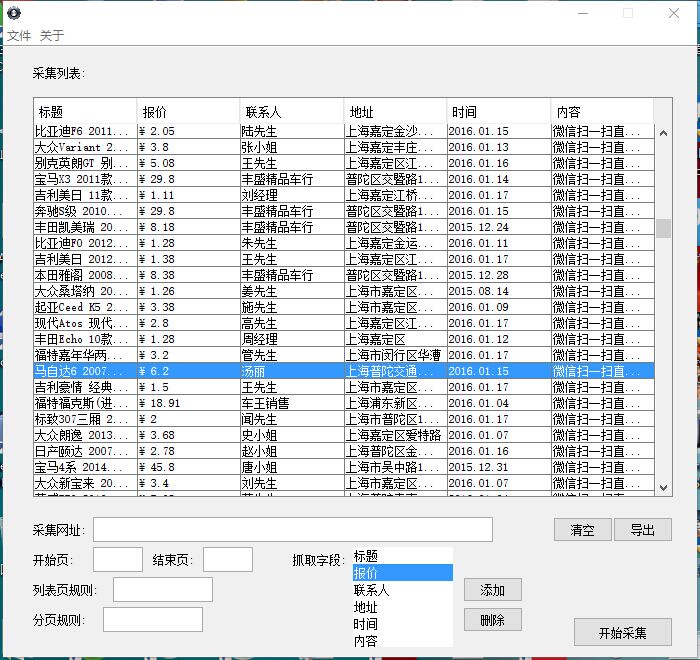 文件 关于
采集列表:
标题 报价 联系人 地址 时间 内容
比亚迪F6 2011... ¥ 2.05 陆先生 上海嘉定金沙... 2016.01.15 微信扫一扫直...
大众Variant 2... ¥ 3.8 张小姐 上海嘉定丰庄... 2016.01.13 微信扫一扫直...
别克英朗GT 别... ¥ 5.08 王先生 上海嘉定区江... 2016.01.16 微信扫一扫直...
宝马X3 2011款... ¥ 29.8 丰盛精品车行 普陀区交暨路1... 2016.01.14 微信扫一扫直...
吉利美日 11款... ¥ 1.11 刘经理 上海嘉定江桥... 2016.01.17 微信扫一扫直...
奔驰S级 2010... ¥ 29.8 丰盛精品车行 普陀区交暨路1... 2016.01.15 微信扫一扫直...
丰田凯美瑞 20... ¥ 8.18 丰盛精品车行 普陀区交暨路1... 2015.12.24 微信扫一扫直...
比亚迪F0 2012... ¥ 1.28 朱先生 上海嘉定金运... 2016.01.11 微信扫一扫直...
吉利美日 2012... ¥ 1.38 王先生 上海嘉定区江... 2016.01.17 微信扫一扫直...
本田雅阁 2008... ¥ 8.38 丰盛精品车行 普陀区交暨路1... 2015.12.28 微信扫一扫直...
大众桑塔纳 20... ¥ 1.26 姜先生 上海市嘉定区... 2015.08.14 微信扫一扫直...
起亚Ceed K5 2... ¥ 3.38 施先生 上海市嘉定区... 2016.01.09 微信扫一扫直...
现代Atos 现代... ¥ 2.8 高先生 上海嘉定区江... 2016.01.17 微信扫一扫直...
丰田Echo 10款... ¥ 1.28 周经理 上海嘉定区 2016.01.12 微信扫一扫直...
福特嘉年华两... ¥ 3.2 管先生 上海市闵行区华漕 2016.01.17 微信扫一扫直...
马自达6 2007... ¥ 6.2 汤丽 上海普陀交通... 2016.01.15 微信扫一扫直...
吉利豪情 经典... ¥ 1.5 王先生 上海市嘉定区... 2016.01.17 微信扫一扫直...
福特福克斯(进... ¥ 18.91 车王销售 上海浦东新区... 2016.01.04 微信扫一扫直...
标致307三厢 2... ¥ 2 闻先生 上海市普陀区1... 2016.01.17 微信扫一扫直...
大众朗逸 2013... ¥ 3.68 史小姐 上海嘉定区爱特路 2016.01.07 微信扫一扫直...
日产颐达 2007... ¥ 2.78 赵小姐 上海普陀区金... 2016.01.16 微信扫一扫直...
宝马4系 2014... ¥ 45.8 唐小姐 上海市吴中路1... 2015.12.31 微信扫一扫直...
大众新宝来 20... ¥ 3.4 刘先生 上海嘉定区... 2016.01.07 微信扫一扫直...
采集网址: 清空 导出
开始页: 结束页: 抓取字段: 标题
报价
列表页规则: 联系人 添加
地址
分页规则: 时间 删除
内容 开始采集